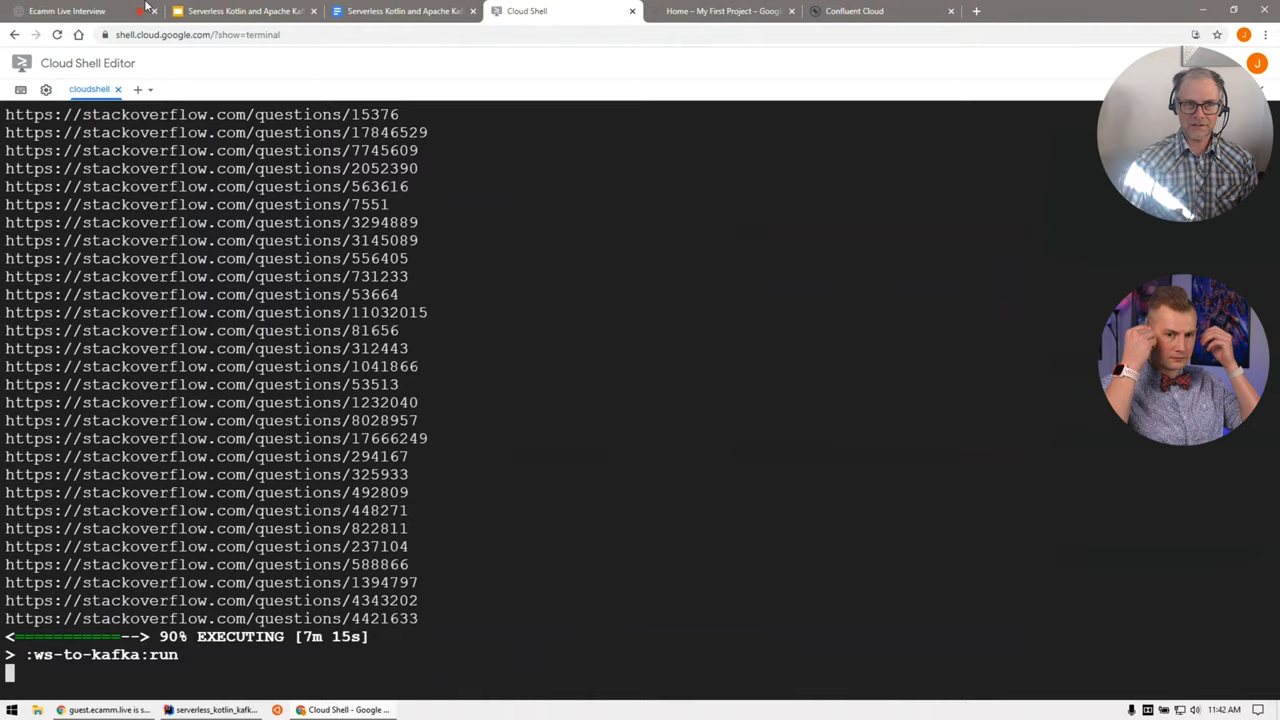 Ecamm Live Interview
Serverless Kotlin and Apache Kaf
Serverless Kotlin and Apache Kaf
Cloud Shell
Home – My First Project – Goog
Confluent Cloud
shell.cloud.google.com/?show=terminal
J
Cloud Shell Editor
J
cloudshell
https://stackoverflow.com/questions/15376
https://stackoverflow.com/questions/17846529
https://stackoverflow.com/questions/7745609
https://stackoverflow.com/questions/2052390
https://stackoverflow.com/questions/563616
https://stackoverflow.com/questions/7551
https://stackoverflow.com/questions/3294889
https://stackoverflow.com/questions/3145089
https://stackoverflow.com/questions/556405
https://stackoverflow.com/questions/731233
https://stackoverflow.com/questions/53664
https://stackoverflow.com/questions/11032015
https://stackoverflow.com/questions/81656
https://stackoverflow.com/questions/312443
https://stackoverflow.com/questions/1041866
https://stackoverflow.com/questions/53513
https://stackoverflow.com/questions/1232040
https://stackoverflow.com/questions/8028957
https://stackoverflow.com/questions/17666249
https://stackoverflow.com/questions/294167
https://stackoverflow.com/questions/325933
https://stackoverflow.com/questions/492809
https://stackoverflow.com/questions/448271
https://stackoverflow.com/questions/822811
https://stackoverflow.com/questions/237104
https://stackoverflow.com/questions/588866
https://stackoverflow.com/questions/1394797
https://stackoverflow.com/questions/4343202
https://stackoverflow.com/questions/4421633
<===========--> 90% EXECUTING [7m 15s]
> :ws-to-kafka:run
guest.ecamm.live is s...
serverless_kotlin_kafk...
Cloud Shell - Google ...
11:42 AM